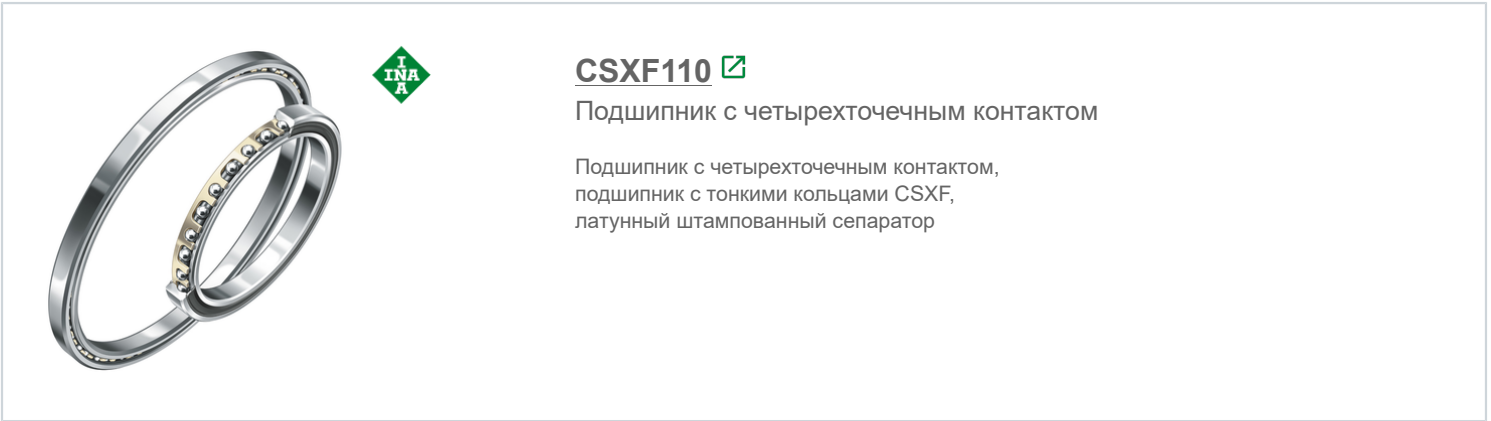 INA
CSXF110
Подшипник с четырехточечным контактом
Подшипник с четырехточечным контактом,
подшипник с тонкими кольцами CSXF,
латунный штампованный сепаратор